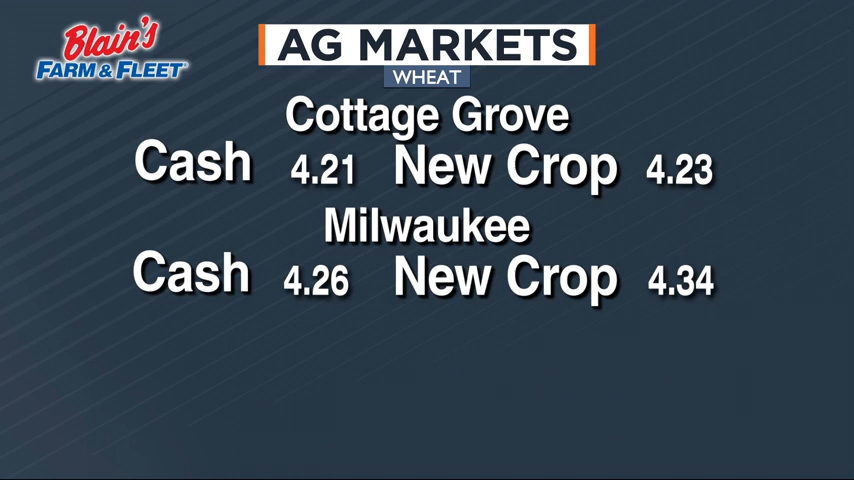 Blain's
FARM & FLEET
AG MARKETS
WHEAT
Cottage Grove
Cash 4.21 New Crop 4.23
Milwaukee
Cash 4.26 New Crop 4.34